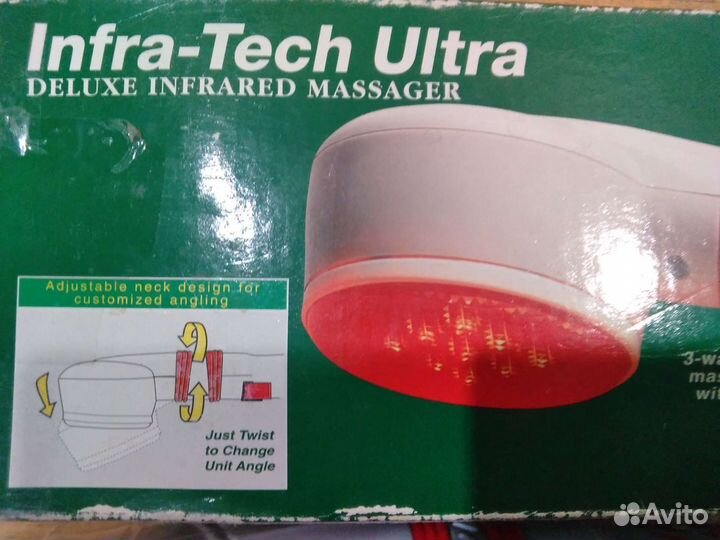 Infra-Tech Ultra
DELUXE INFRARED MASSAGER
Adjustable neck design for
customized angling
Just Twist
to Change
Unit Angle
Avito